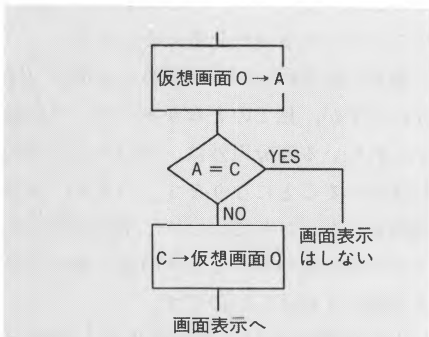 仮想画面0→A
A=C
YES
NO
画面表示
はしない
C→仮想画面0
画面表示へ